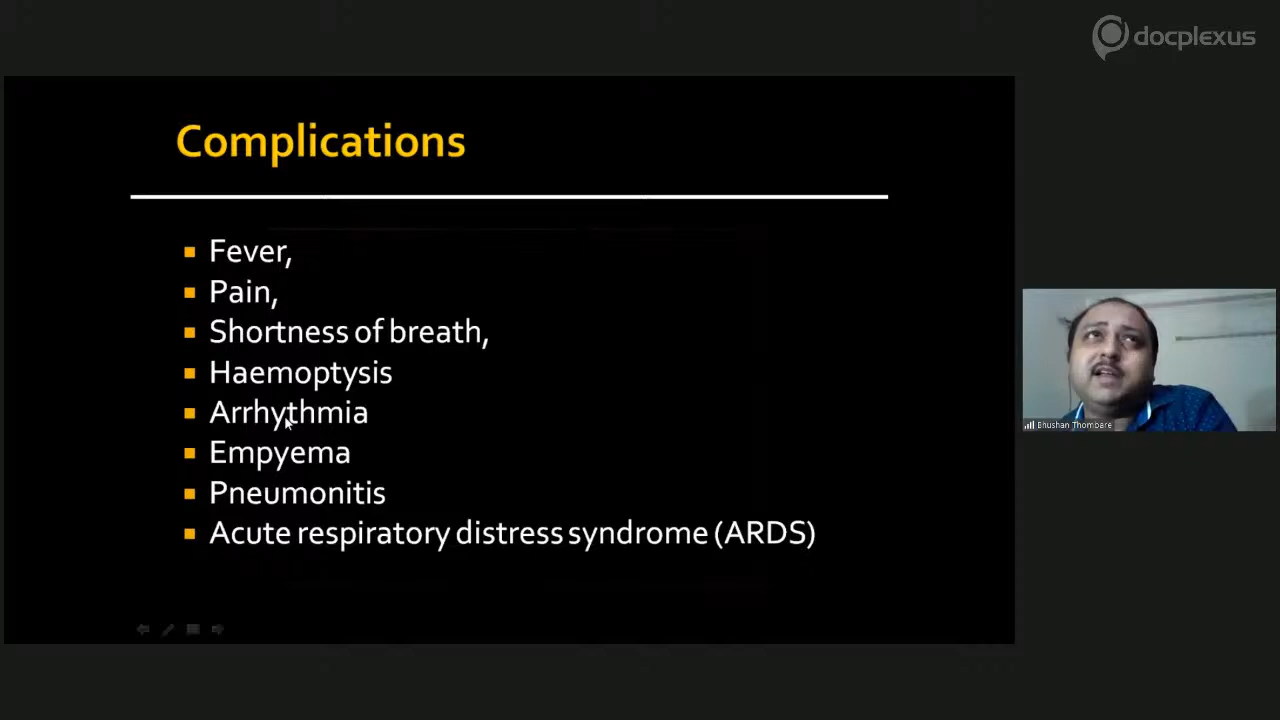 docplexus
Complications
Fever,
Pain,
Shortness of breath,
Haemoptysis
Arrhythmia
Empyema
Pneumonitis
Acute respiratory distress syndrome (ARDS)
Bhushan Thombare